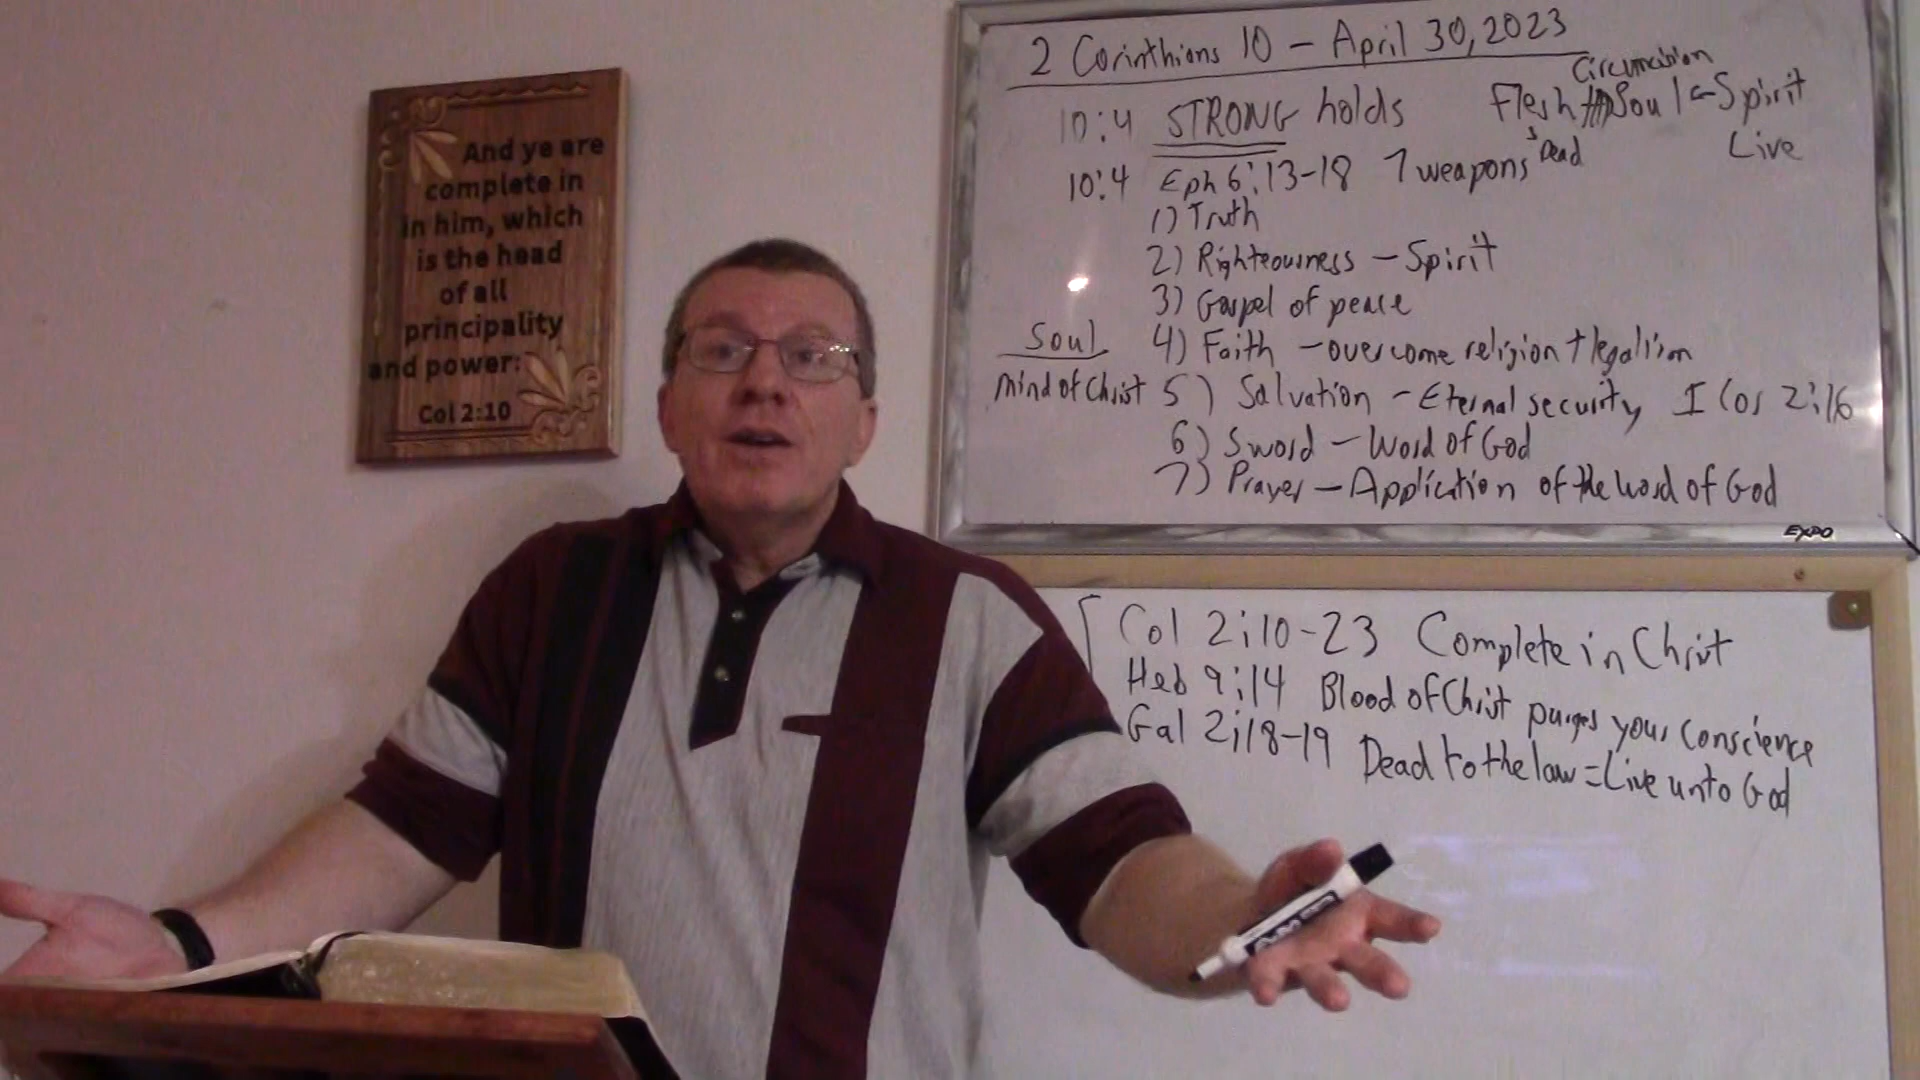 And ye are
complete in
in him, which
is the head
of all
principality
and power:
Col 2:10
2 Corinthians 10 - April 30, 2023
Circumcision
10:4 STRONG holds Flesh Soul Spirit
Dead Live
10:4 Eph 6:13-18 7 weapons
1) Truth
2) Righteousness - Spirit
3) Gospel of peace
Soul 4) Faith - overcome religion + legalism
Mind of Christ 5) Salvation - Eternal security I Cor 2:16
6) Sword - Word of God
7) Prayer - Application of the Word of God
EXPO
Col 2:10-23 Complete in Christ
Heb 9:14 Blood of Christ purges your conscience
Gal 2:18-19 Dead to the law = Live unto God